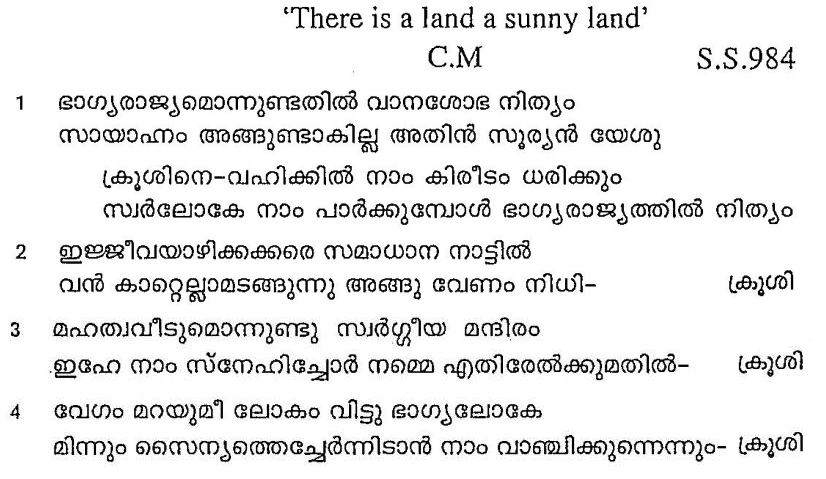 ‘There is a land a sunny land’
C.M S.S.984
1 ഭാഗ്യരാജ്യമൊന്നുണ്ടതിൽ വാനശോഭ നിത്യം
സായാഹ്നം അങ്ങുണ്ടാകില്ല അതിൻ സൂര്യൻ യേശു
ക്രൂശിനെ-വഹിക്കിൽ നാം കിരീടം ധരിക്കും
സ്വർലോകേ നാം പാർക്കുമ്പോൾ ഭാഗ്യരാജ്യത്തിൽ നിത്യം
2 ഇജ്ജീവയാഴിക്കക്കരെ സമാധാന നാട്ടിൽ
വൻ കാറ്റെല്ലാമടങ്ങുന്നു അങ്ങു വേണം നിധി- ക്രൂശി
3 മഹത്വവീടുമൊന്നുണ്ടു സ്വർഗ്ഗീയ മന്ദിരം
ഇഹേ നാം സ്നേഹിച്ചോർ നമ്മെ എതിരേൽക്കുമതിൽ- ക്രൂശി
4 വേഗം മറയുമീ ലോകം വിട്ടു ഭാഗ്യലോകേ
മിന്നും സൈന്യത്തെച്ചേർന്നിടാൻ നാം വാഞ്ചിക്കുന്നെന്നും- ക്രൂശി